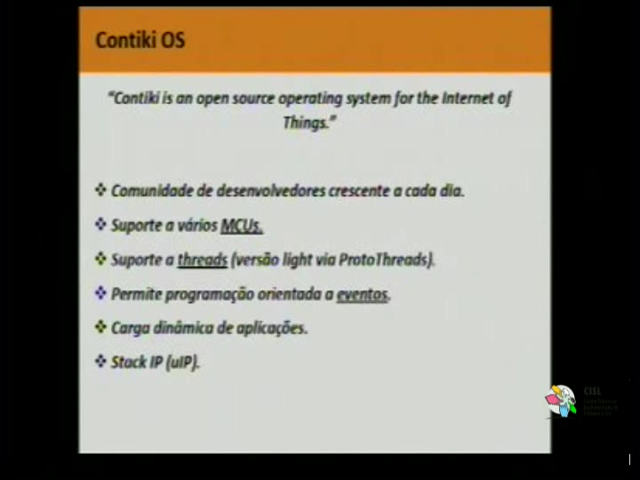 Contiki OS
"Contiki is an open source operating system for the Internet of
Things."
Comunidade de desenvolvedores crescente a cada dia.
Suporte a vários MCUs.
Suporte a threads (versão light via ProtoThreads).
Permite programação orientada a eventos.
Carga dinâmica de aplicações.
Stack IP (uIP).
CISL